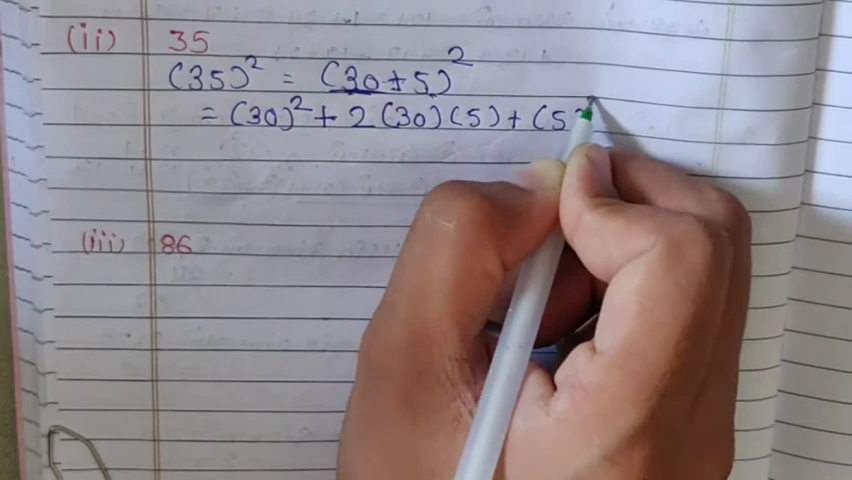 (ii) 35
(35)² = (30+5)²
= (30)² + 2(30)(5) + (5
(iii) 86